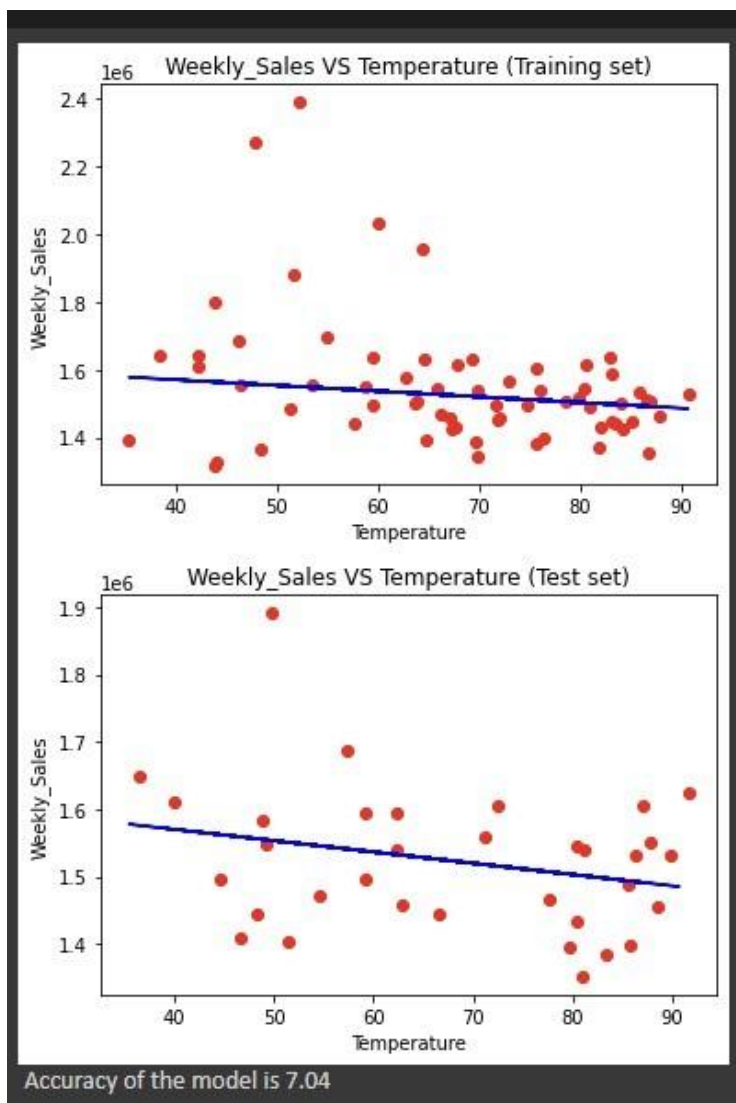 Weekly_Sales VS Temperature (Training set)
1e6
2.4
2.2
2.0
1.8
1.6
1.4
Weekly_Sales
40 50 60 70 80 90
Temperature
Weekly_Sales VS Temperature (Test set)
1e6
1.9
1.8
1.7
1.6
1.5
1.4
Weekly_Sales
40 50 60 70 80 90
Temperature
Accuracy of the model is 7.04